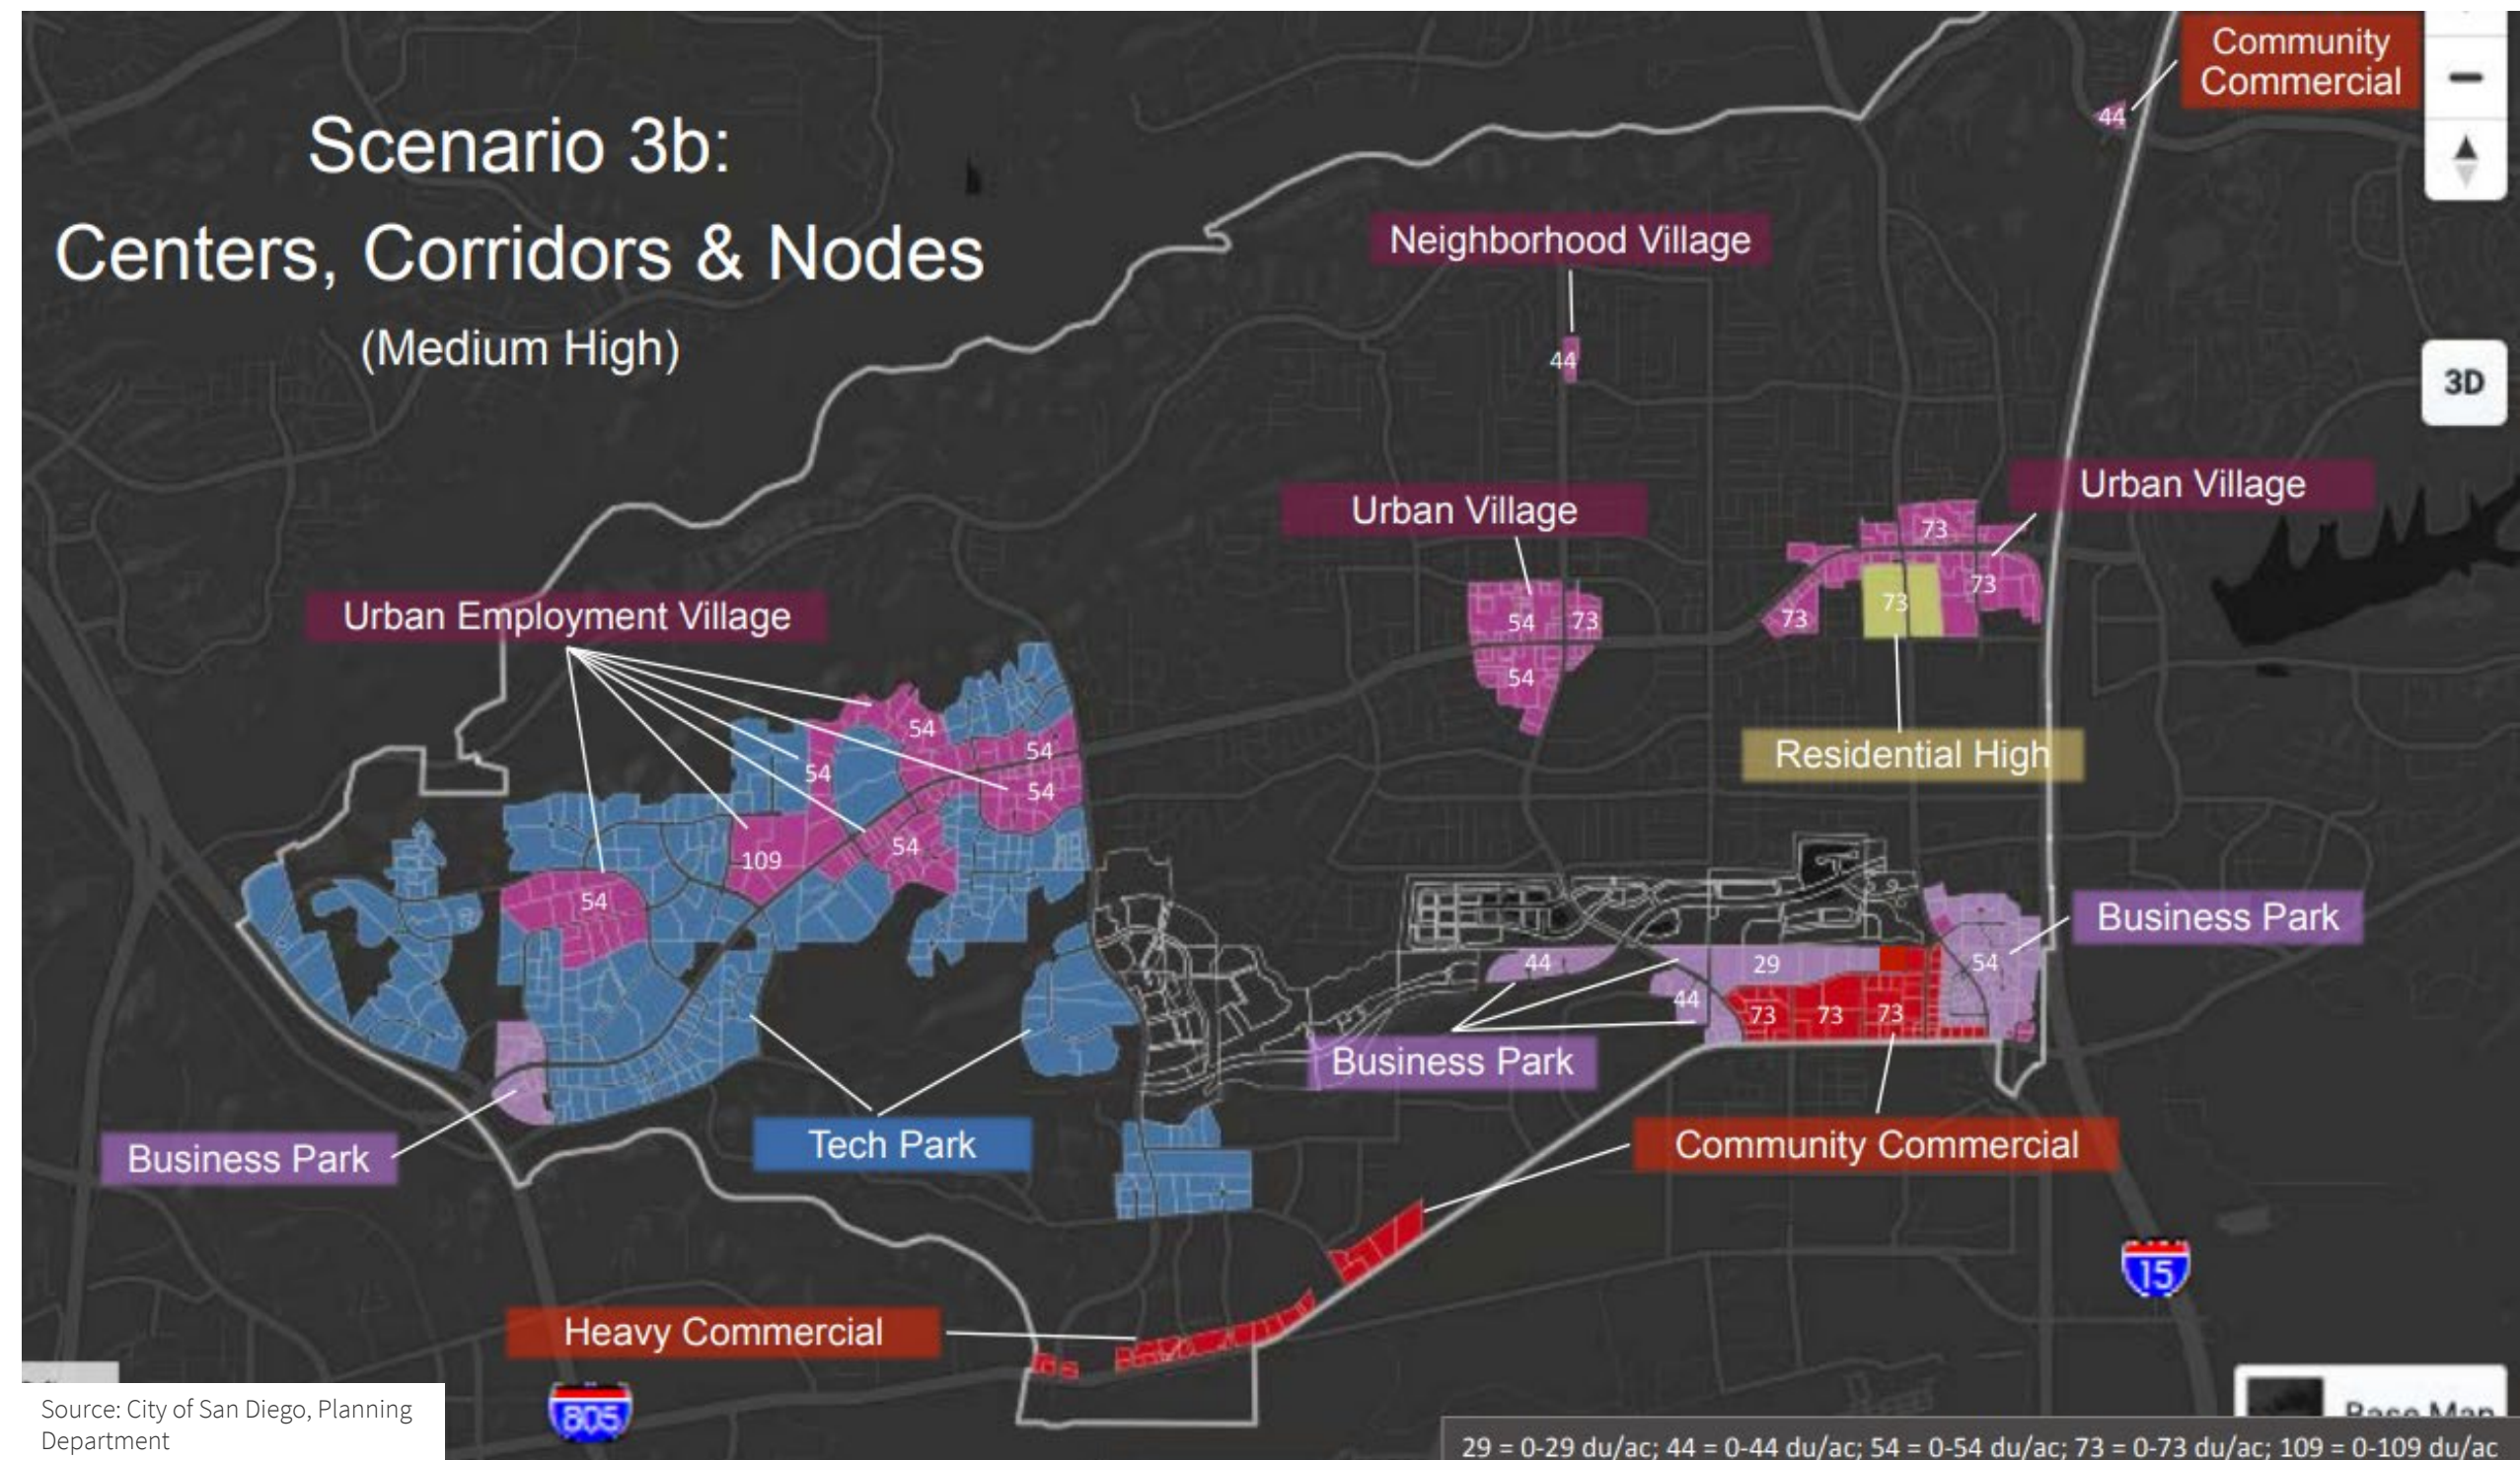 Scenario 3b:
Centers, Corridors & Nodes
(Medium High)
Community
Commercial
44
3D
Neighborhood Village
44
Urban Village
Urban Village
73
73
73
73
54
73
54
Residential High
Urban Employment Village
54
54
54
54
109
54
54
Business Park
44
29
54
44
73
73
73
Business Park
Community Commercial
Tech Park
Business Park
Heavy Commercial
15
805
Base Map
Source: City of San Diego, Planning
Department
29 = 0-29 du/ac; 44 = 0-44 du/ac; 54 = 0-54 du/ac; 73 = 0-73 du/ac; 109 = 0-109 du/ac